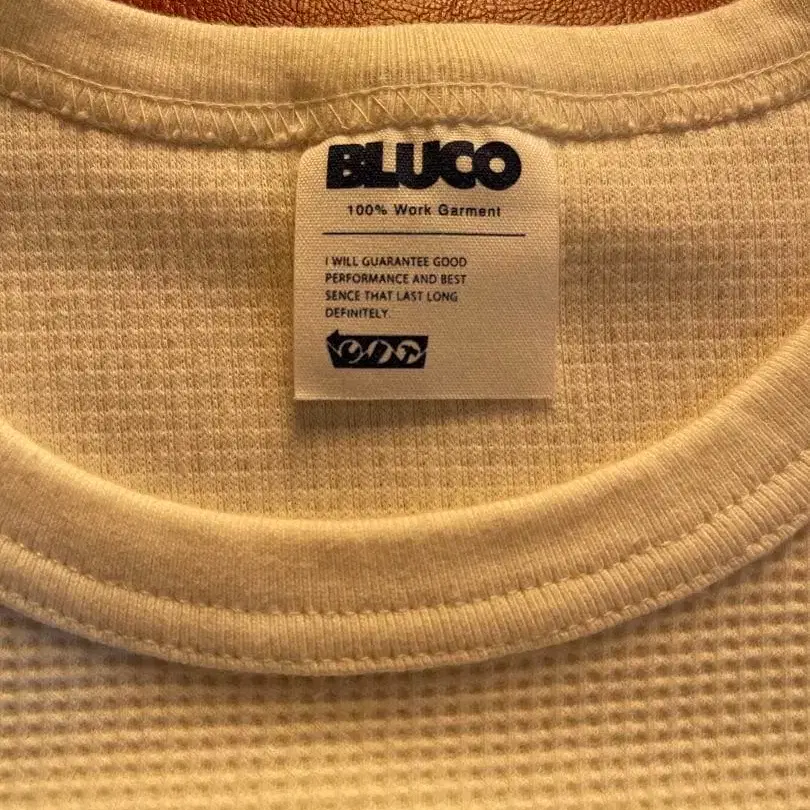 BLUCO
100% Work Garment
I WILL GUARANTEE GOOD
PERFORMANCE AND BEST
SENCE THAT LAST LONG
DEFINITELY.